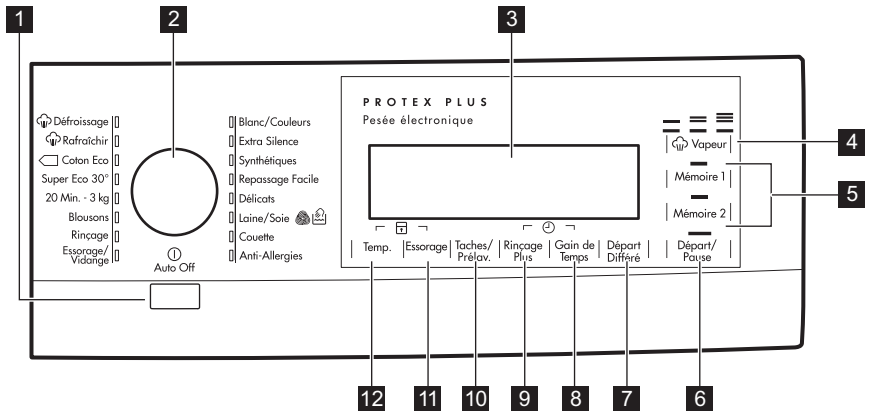 1
2
3
PROTEX PLUS
Pesée électronique
Défroissage
Rafraîchir
Coton Eco
Super Eco 30°
20 Min. - 3 kg
Blousons
Rinçage
Essorage/
Vidange
Auto Off
Blanc/Couleurs
Extra Silence
Synthétiques
Repassage Facile
Délicats
Laine/Soie
Couette
Anti-Allergies
Vapeur
4
Mémoire 1
5
Mémoire 2
Temp.
Essorage
Taches/
Prélav.
Rinçage
Plus
Gain de
Temps
Départ
Différé
Départ/
Pause
12
11
10
9
8
7
6